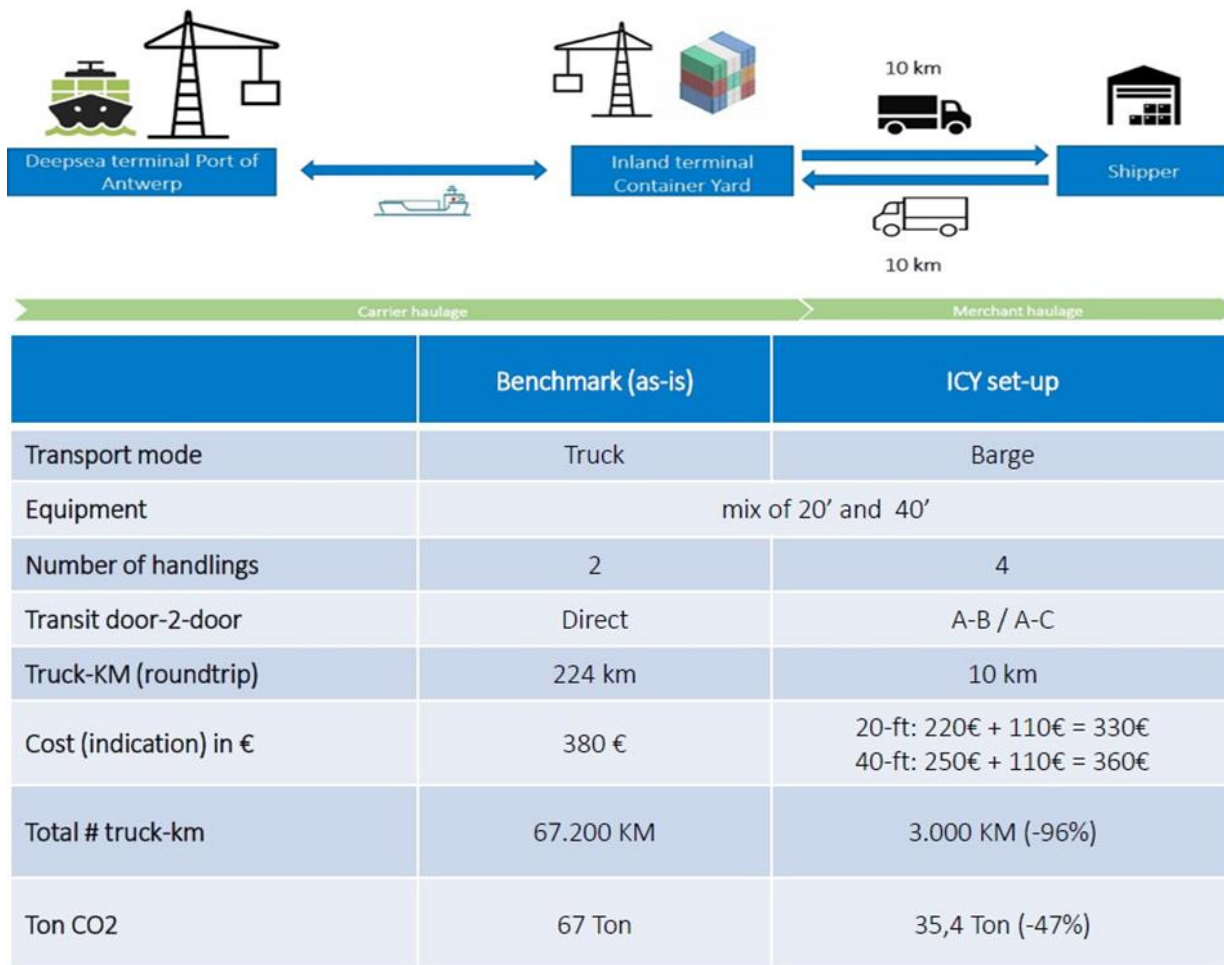 10 km
Deepsea terminal Port of
Antwerp
Inland terminal
Container Yard
Shipper
10 km
Carrier haulage
Merchant haulage
Benchmark (as-is)
ICY set-up
Transport mode
Truck
Barge
Equipment
mix of 20’ and 40’
Number of handlings
2
4
Transit door-2-door
Direct
A-B / A-C
Truck-KM (roundtrip)
224 km
10 km
Cost (indication) in €
380 €
20-ft: 220€ + 110€ = 330€
40-ft: 250€ + 110€ = 360€
Total # truck-km
67.200 KM
3.000 KM (-96%)
Ton CO2
67 Ton
35,4 Ton (-47%)